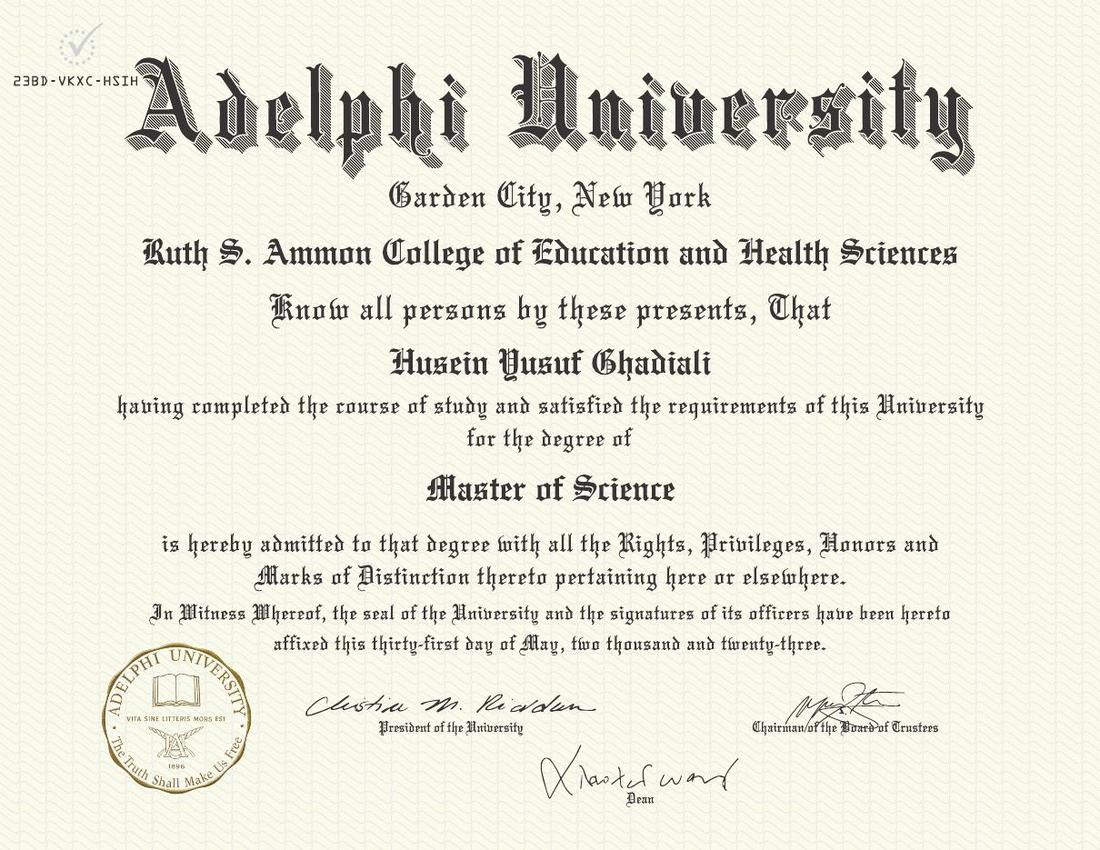 23BD-VKXC-HSIH
Adelphi University
Garden City, New York
Ruth S. Ammon College of Education and Health Sciences
Know all persons by these presents, That
Husein Yusuf Ghadiali
having completed the course of study and satisfied the requirements of this University
for the degree of
Master of Science
is hereby admitted to that degree with all the Rights, Privileges, Honors and
Marks of Distinction thereto pertaining here or elsewhere.
In Witness Whereof, the seal of the University and the signatures of its officers have been hereto
affixed this thirty-first day of May, two thousand and twenty-three.
ADELPHI UNIVERSITY
VITA SINE LITTERIS MORS EST
A
1896
The Truth Shall Make Us Free
President of the University
Chairman of the Board of Trustees
Dean